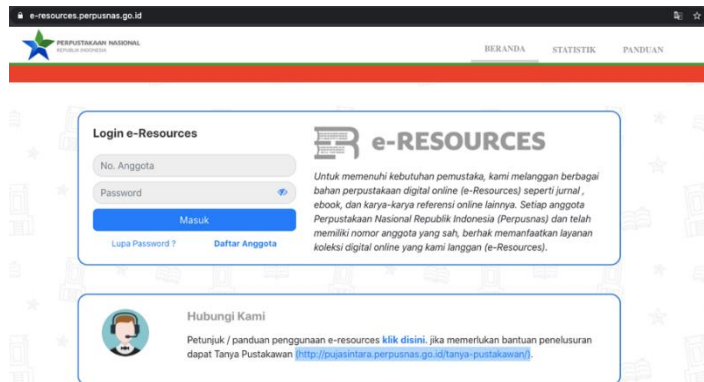 e-resources.perpusnas.go.id
PERPUSTAKAAN NASIONAL
REPUBLIK INDONESIA
BERANDA STATISTIK PANDUAN
Login e-Resources
No. Anggota
Password
Masuk
Lupa Password ? Daftar Anggota
e-RESOURCES
Untuk memenuhi kebutuhan pemustaka, kami melanggan berbagai
bahan perpustakaan digital online (e-Resources) seperti jurnal ,
ebook, dan karya-karya referensi online lainnya. Setiap anggota
Perpustakaan Nasional Republik Indonesia (Perpusnas) dan telah
memiliki nomor anggota yang sah, berhak memanfaatkan layanan
koleksi digital online yang kami langgan (e-Resources).
Hubungi Kami
Petunjuk / panduan penggunaan e-resources klik disini. jika memerlukan bantuan penelusuran
dapat Tanya Pustakawan (http://pujasintara.perpusnas.go.id/tanya-pustakawan/).